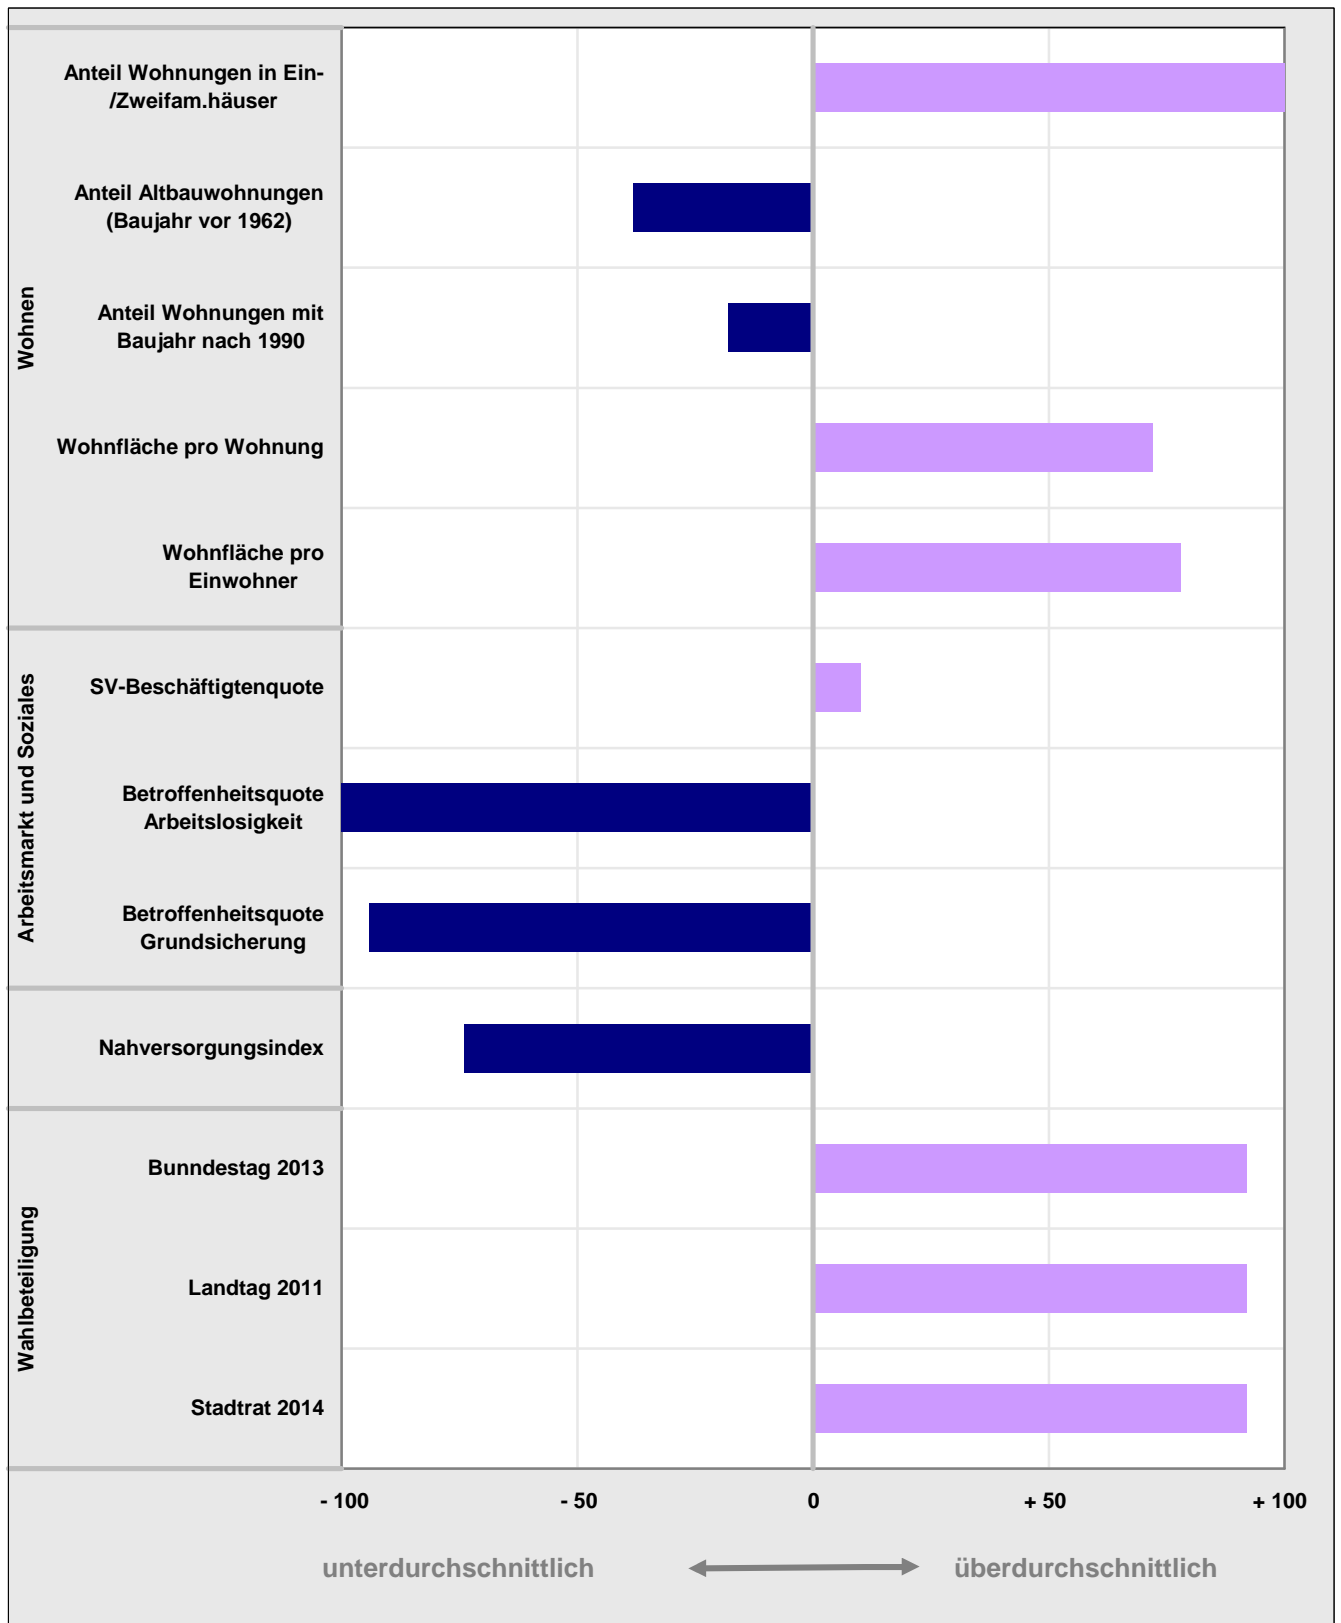 Wohnen
Anteil Wohnungen in Ein-
/Zweifam.häuser
Anteil Altbauwohnungen
(Baujahr vor 1962)
Anteil Wohnungen mit
Baujahr nach 1990
Wohnfläche pro Wohnung
Wohnfläche pro
Einwohner
Arbeitsmarkt und Soziales
SV-Beschäftigtenquote
Betroffenheitsquote
Arbeitslosigkeit
Betroffenheitsquote
Grundsicherung
Nahversorgungsindex
Wahlbeteiligung
Bunndestag 2013
Landtag 2011
Stadtrat 2014
- 100 - 50 0 + 50 + 100
unterdurchschnittlich überdurchschnittlich